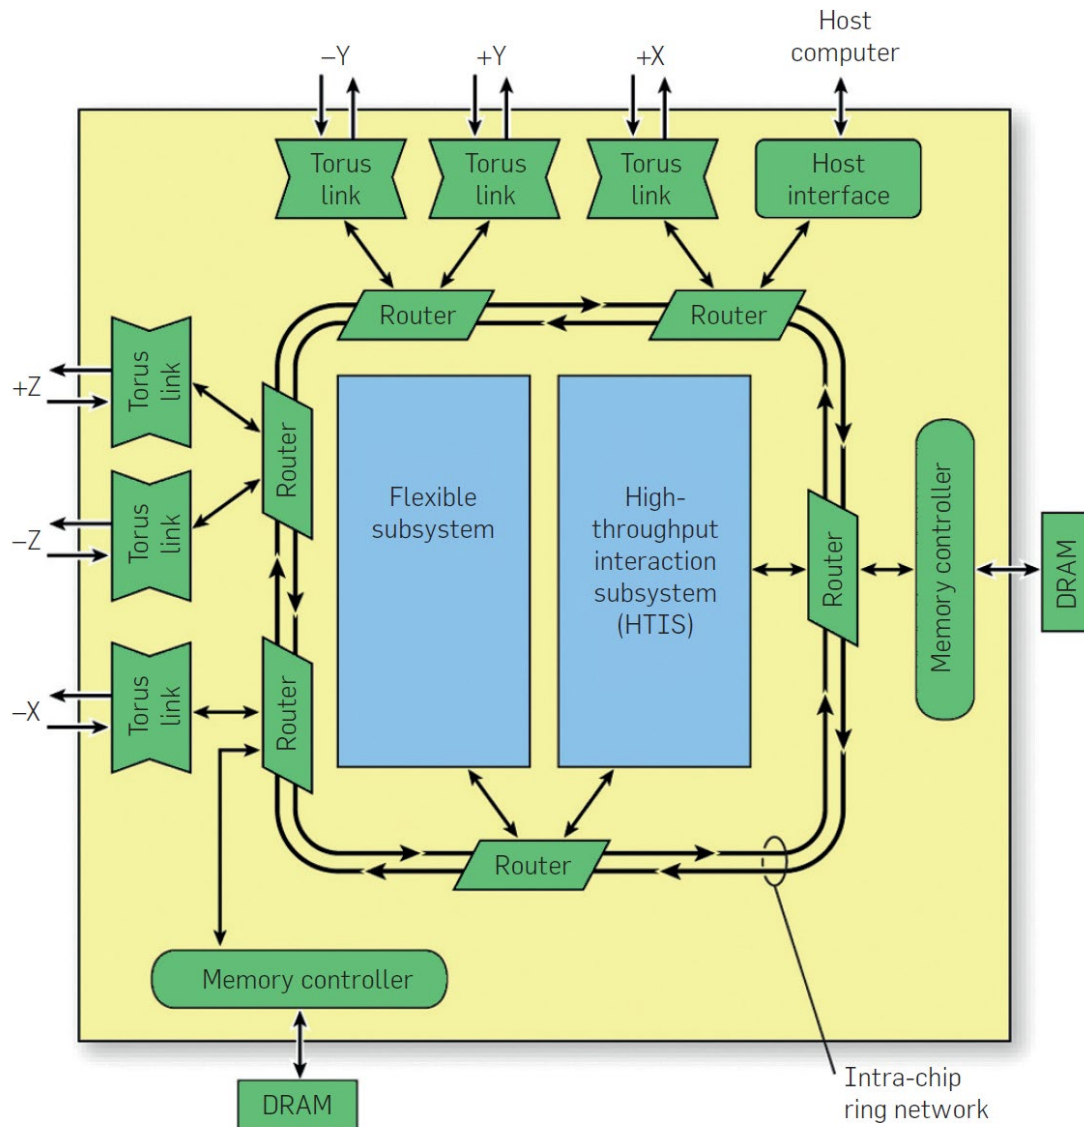 Host
computer
–Y
+Y
+X
Torus
link
Torus
link
Torus
link
Host
interface
Router
Router
+Z
Torus
link
Router
–Z
Torus
link
Flexible
subsystem
High-
throughput
interaction
subsystem
(HTIS)
Router
Memory controller
DRAM
–X
Torus
link
Router
Router
Memory controller
DRAM
Intra-chip
ring network